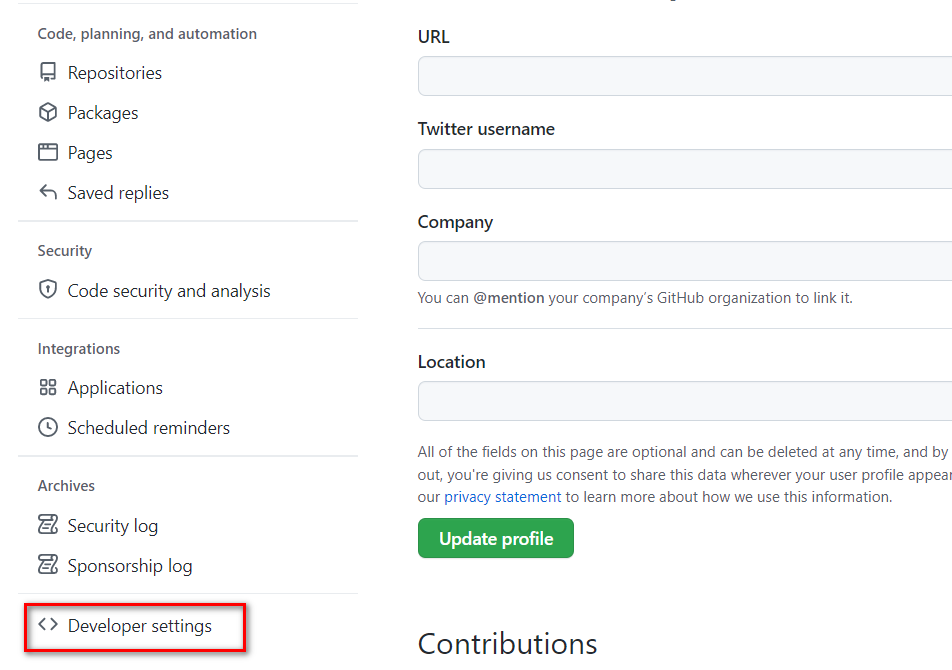 Code, planning, and automation
Repositories
Packages
Pages
Saved replies
Security
Code security and analysis
Integrations
Applications
Scheduled reminders
Archives
Security log
Sponsorship log
Developer settings
URL
Twitter username
Company
You can @mention your company's GitHub organization to link it.
Location
All of the fields on this page are optional and can be deleted at any time, and by
out, you're giving us consent to share this data wherever your user profile appear
our privacy statement to learn more about how we use this information.
Update profile
Contributions